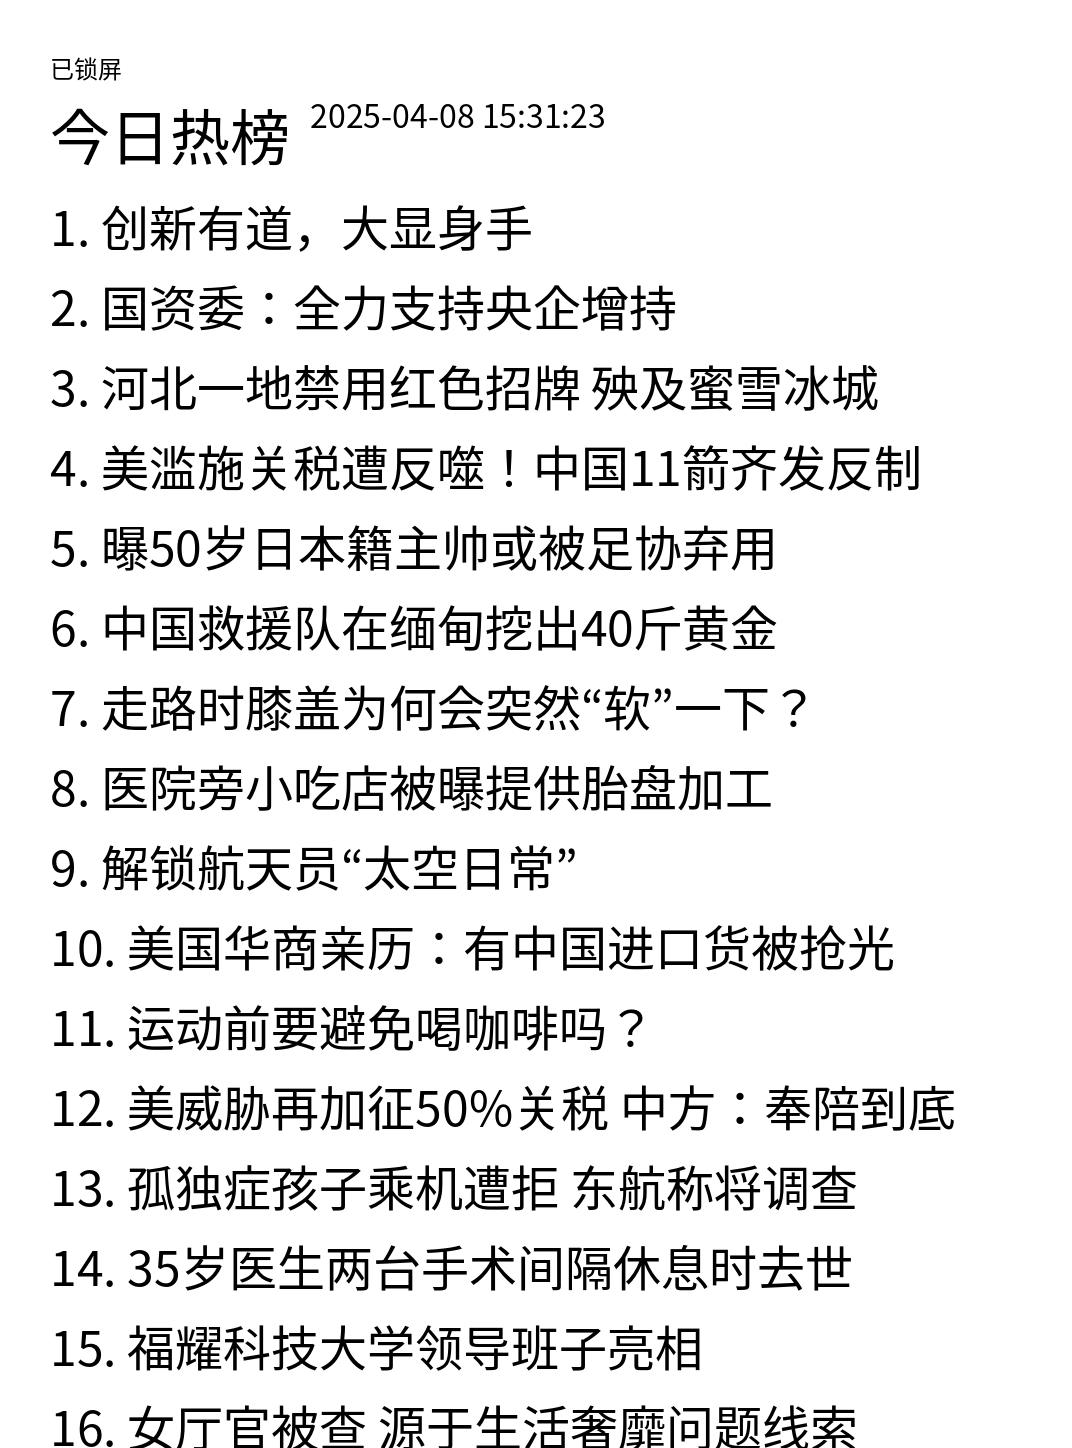 已锁屏
今日热榜 2025-04-08 15:31:23
1. 创新有道，大显身手
2. 国资委：全力支持央企增持
3. 河北一地禁用红色招牌 殃及蜜雪冰城
4. 美滥施关税遭反噬！中国11箭齐发反制
5. 曝50岁日本籍主帅或被足协弃用
6. 中国救援队在缅甸挖出40斤黄金
7. 走路时膝盖为何会突然“软”一下？
8. 医院旁小吃店被曝提供胎盘加工
9. 解锁航天员“太空日常”
10. 美国华商亲历：有中国进口货被抢光
11. 运动前要避免喝咖啡吗？
12. 美威胁再加征50%关税 中方：奉陪到底
13. 孤独症孩子乘机遭拒 东航称将调查
14. 35岁医生两台手术间隔休息时去世
15. 福耀科技大学领导班子亮相
16. 女厅官被查 源于生活奢靡问题线索